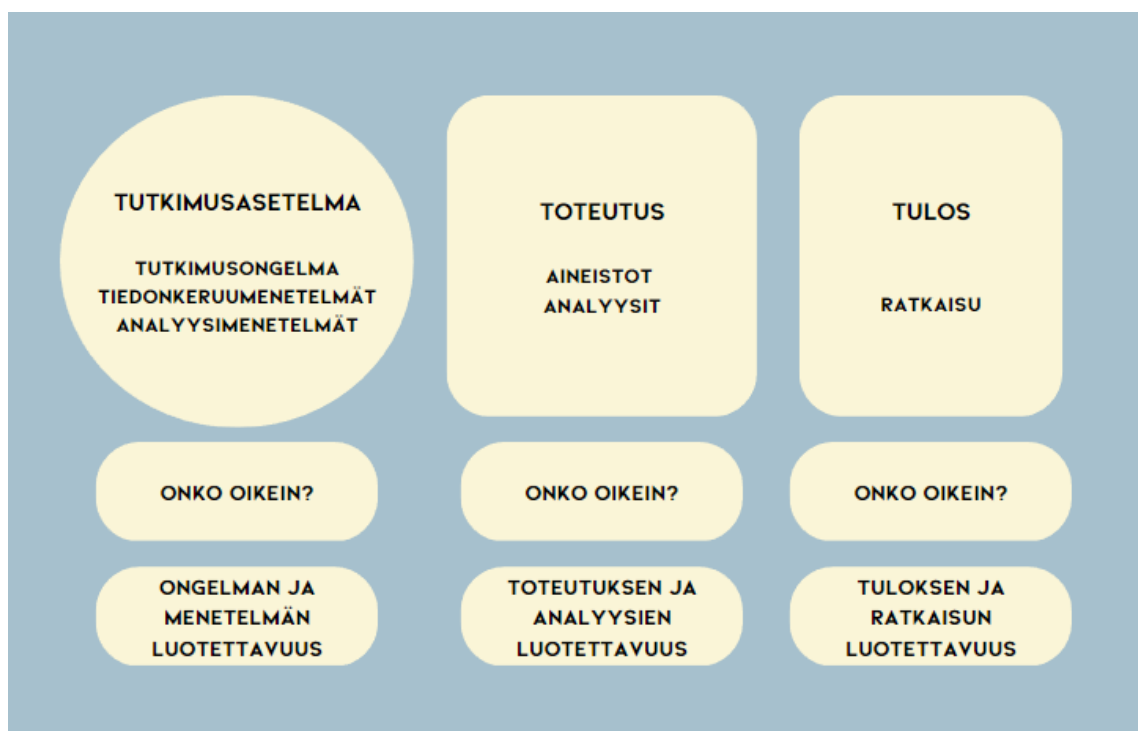 TUTKIMUSASETELMA
TUTKIMUSONGELMA
TIEDONKERUUMENETELMÄT
ANALYYSIMENETELMÄT
TOTEUTUS
AINEISTOT
ANALYYSIT
TULOS
RATKAISU
ONKO OIKEIN?
ONKO OIKEIN?
ONKO OIKEIN?
ONGELMAN JA
MENETELMÄN
LUOTETTAVUUS
TOTEUTUKSEN JA
ANALYYSIEN
LUOTETTAVUUS
TULOKSEN JA
RATKAISUN
LUOTETTAVUUS